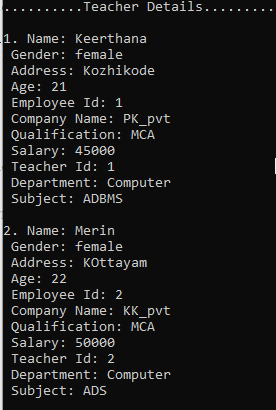 ..........Teacher Details.........
1. Name: Keerthana
Gender: female
Address: Kozhikode
Age: 21
Employee Id: 1
Company Name: PK_pvt
Qualification: MCA
Salary: 45000
Teacher Id: 1
Department: Computer
Subject: ADBMS
2. Name: Merin
Gender: female
Address: KOttayam
Age: 22
Employee Id: 2
Company Name: KK_pvt
Qualification: MCA
Salary: 50000
Teacher Id: 2
Department: Computer
Subject: ADS